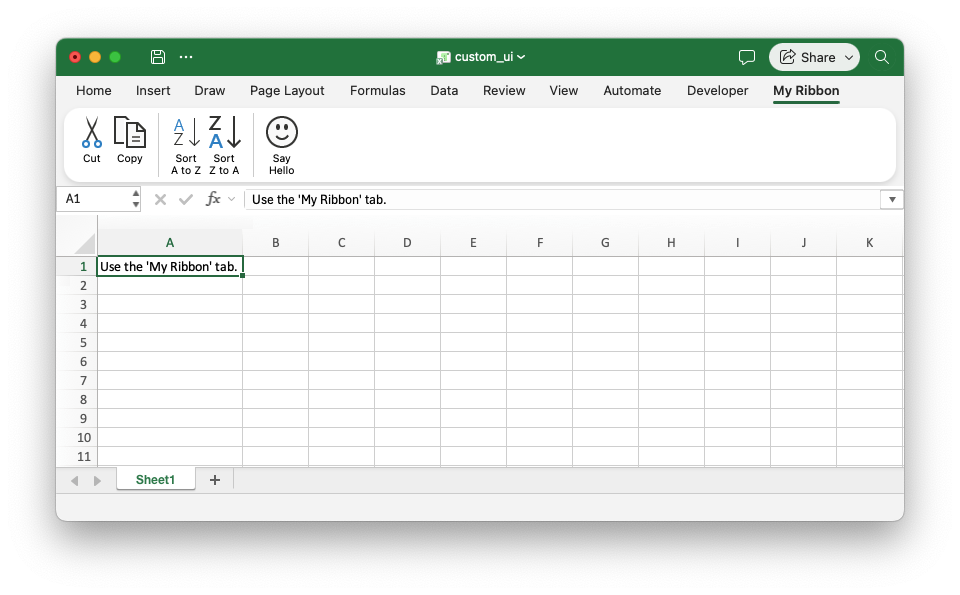 custom_ui
Share
Home Insert Draw Page Layout Formulas Data Review View Automate Developer My Ribbon
A Z
Z A
Cut Copy Sort Sort Say
A to Z Z to A Hello
A1 fx Use the 'My Ribbon' tab.
A B C D E F G H I J K
1 Use the 'My Ribbon' tab.
2
3
4
5
6
7
8
9
10
11
Sheet1 +